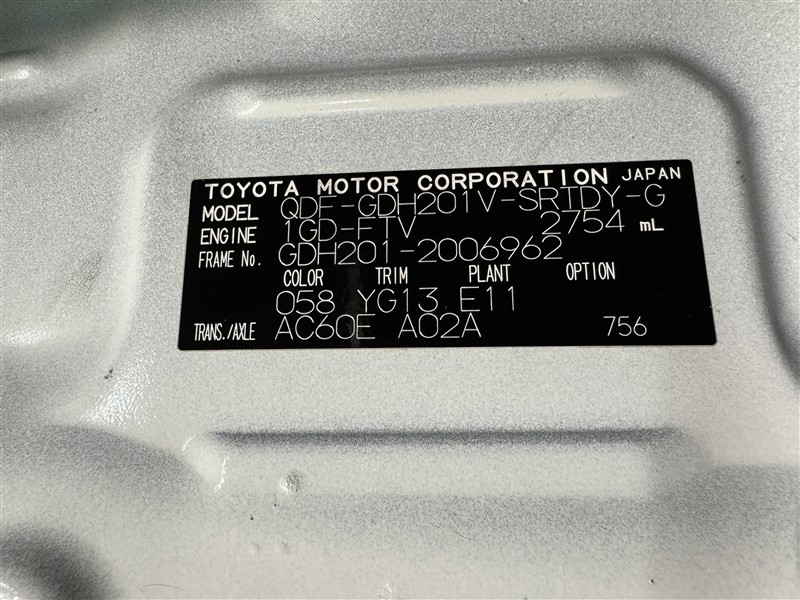 TOYOTA MOTOR CORPORATION JAPAN
MODEL QDF-GDH201V-SRTDY-G
ENGINE 1GD-FTV 2754 mL
FRAME No. GDH201-2006962
COLOR TRIM PLANT OPTION
058 YG13 E11
TRANS./AXLE AC60E A02A 756